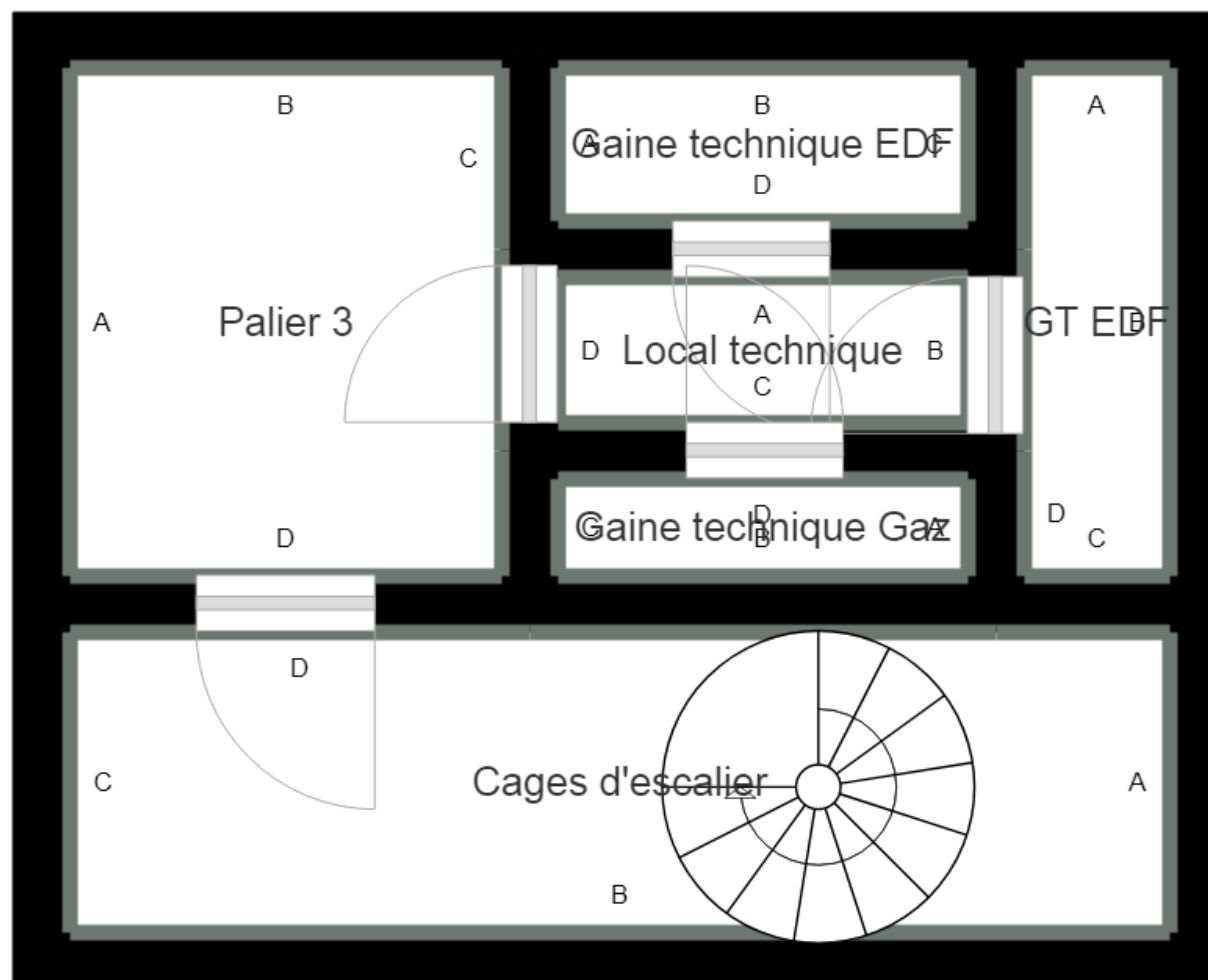 B
C
A
Palier 3
D
B
A
Gaine technique EDF
C
D
A
D
Local technique
B
C
A
GT EDF
B
D
C
D
C
Gaine technique Gaz
A
B
D
C
Cages d'escalier
A
B